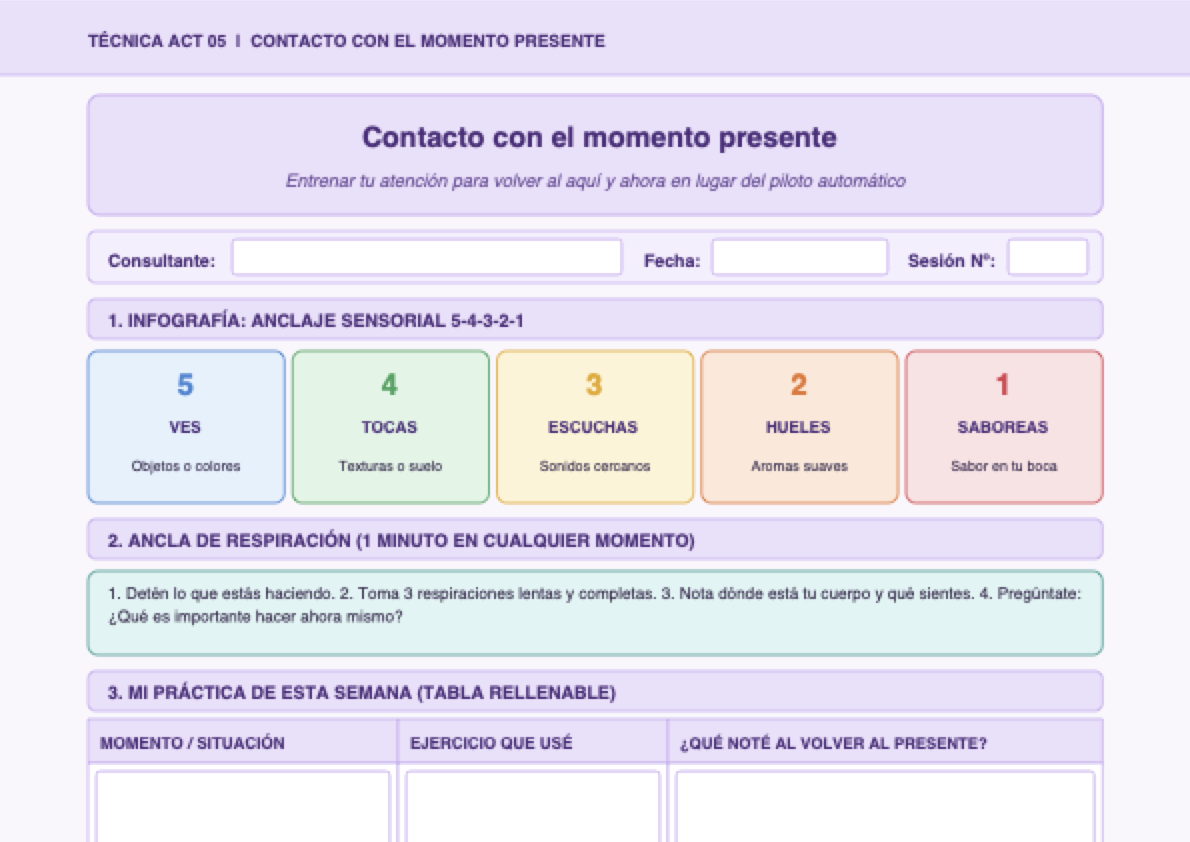 TÉCNICA ACT 05 | CONTACTO CON EL MOMENTO PRESENTE
Contacto con el momento presente
Entrenar tu atención para volver al aquí y ahora en lugar del piloto automático
Consultante: Fecha: Sesión Nº:
1. INFOGRAFÍA: ANCLAJE SENSORIAL 5-4-3-2-1
5 4 3 2 1
VES TOCAS ESCUCHAS HUELES SABOREAS
Objetos o colores Texturas o suelo Sonidos cercanos Aromas suaves Sabor en tu boca
2. ANCLA DE RESPIRACIÓN (1 MINUTO EN CUALQUIER MOMENTO)
1. Detén lo que estás haciendo. 2. Toma 3 respiraciones lentas y completas. 3. Nota dónde está tu cuerpo y qué sientes. 4. Pregúntate:
¿Qué es importante hacer ahora mismo?
3. MI PRÁCTICA DE ESTA SEMANA (TABLA RELLENABLE)
MOMENTO / SITUACIÓN EJERCICIO QUE USÉ ¿QUÉ NOTÉ AL VOLVER AL PRESENTE?